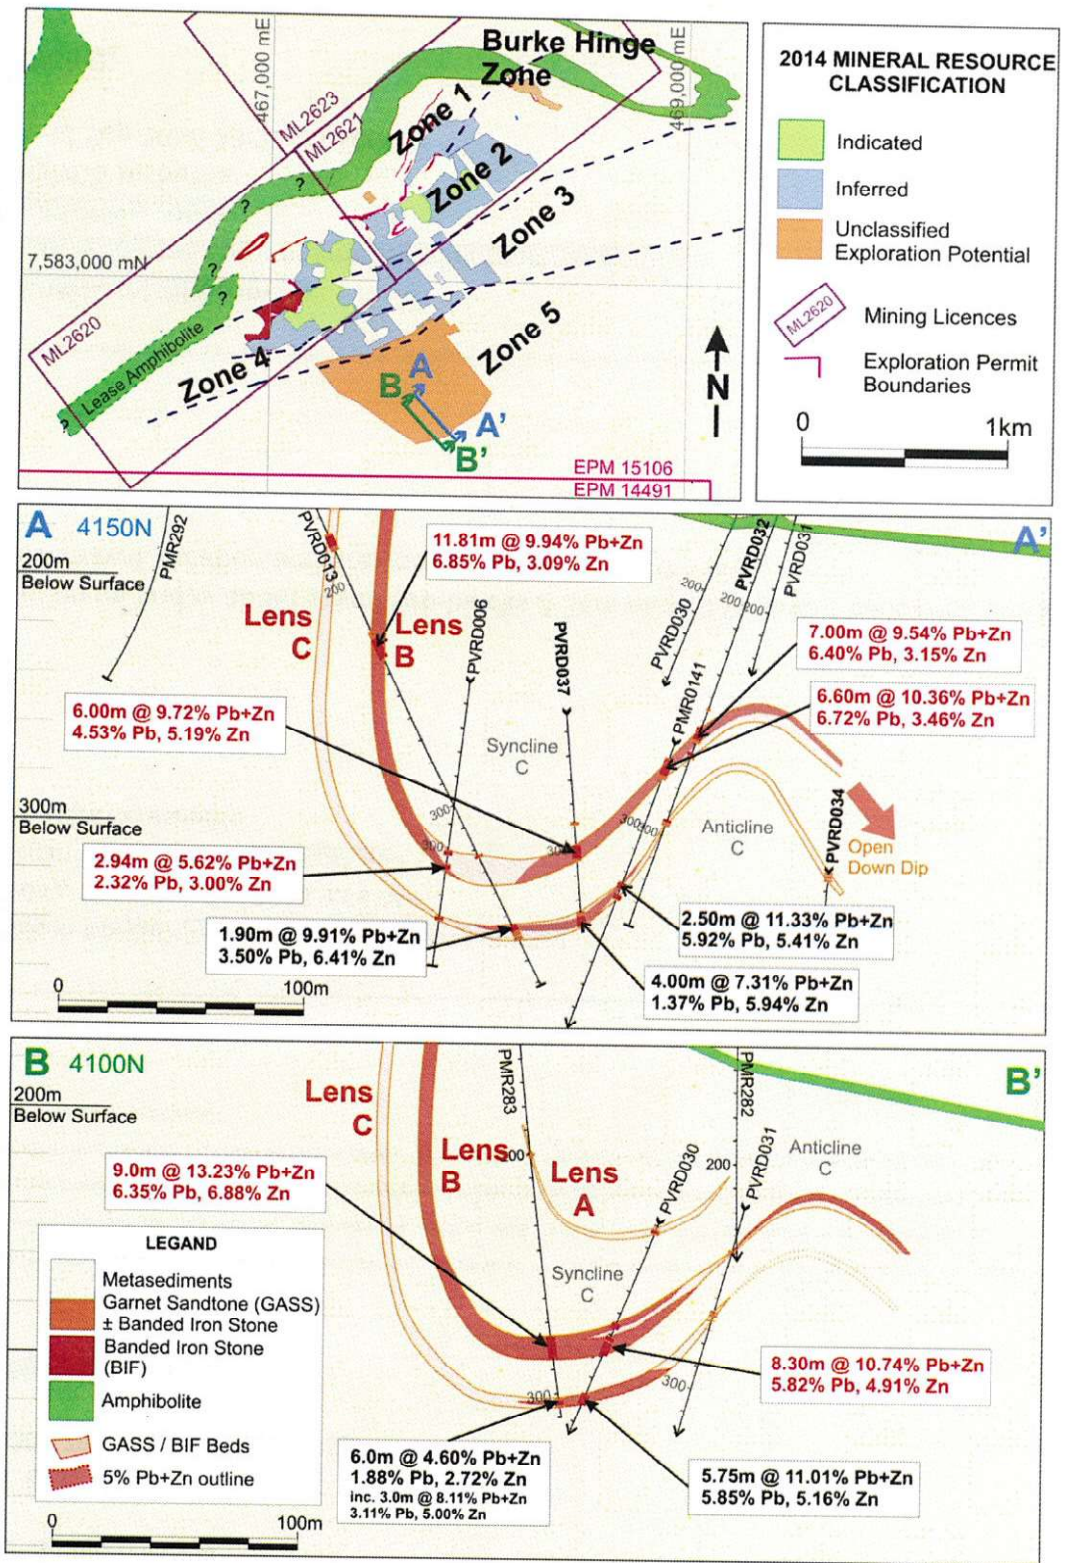 Burke Hinge
Zone
467,000 mE
469,000 mE
ML2623
ML2621
Zone 1
Zone 2
Zone 3
7,583,000 mN
?
?
?
?
?
ML2620
Lease Amphibolite
Zone 4
Zone 5
A
B
A'
B'
N
EPM 15106
EPM 14491
2014 MINERAL RESOURCE
CLASSIFICATION
Indicated
Inferred
Unclassified
Exploration Potential
ML2620
Mining Licences
Exploration Permit
Boundaries
0 1km
A 4150N
A'
200m
Below Surface
PMR292
PVRD013
200
11.81m @ 9.94% Pb+Zn
6.85% Pb, 3.09% Zn
Lens
C
Lens
B
PVRD006
PVRD037
PVRD030
200
PVRD032
200
PVRD031
200
PMR0141
7.00m @ 9.54% Pb+Zn
6.40% Pb, 3.15% Zn
6.60m @ 10.36% Pb+Zn
6.72% Pb, 3.46% Zn
6.00m @ 9.72% Pb+Zn
4.53% Pb, 5.19% Zn
Syncline
C
300m
Below Surface
300
300
300
Anticline
C
PVRD034
Open
Down Dip
2.94m @ 5.62% Pb+Zn
2.32% Pb, 3.00% Zn
1.90m @ 9.91% Pb+Zn
3.50% Pb, 6.41% Zn
2.50m @ 11.33% Pb+Zn
5.92% Pb, 5.41% Zn
4.00m @ 7.31% Pb+Zn
1.37% Pb, 5.94% Zn
0 100m
B 4100N
B'
200m
Below Surface
Lens
C
Lens
B
Lens
A
PMR283
200
PMR282
200
PVRD030
PVRD031
Anticline
C
9.0m @ 13.23% Pb+Zn
6.35% Pb, 6.88% Zn
Syncline
C
LEGAND
Metasediments
Garnet Sandtone (GASS)
± Banded Iron Stone
Banded Iron Stone
(BIF)
Amphibolite
GASS / BIF Beds
5% Pb+Zn outline
300
300
8.30m @ 10.74% Pb+Zn
5.82% Pb, 4.91% Zn
6.0m @ 4.60% Pb+Zn
1.88% Pb, 2.72% Zn
inc. 3.0m @ 8.11% Pb+Zn
3.11% Pb, 5.00% Zn
5.75m @ 11.01% Pb+Zn
5.85% Pb, 5.16% Zn
0 100m